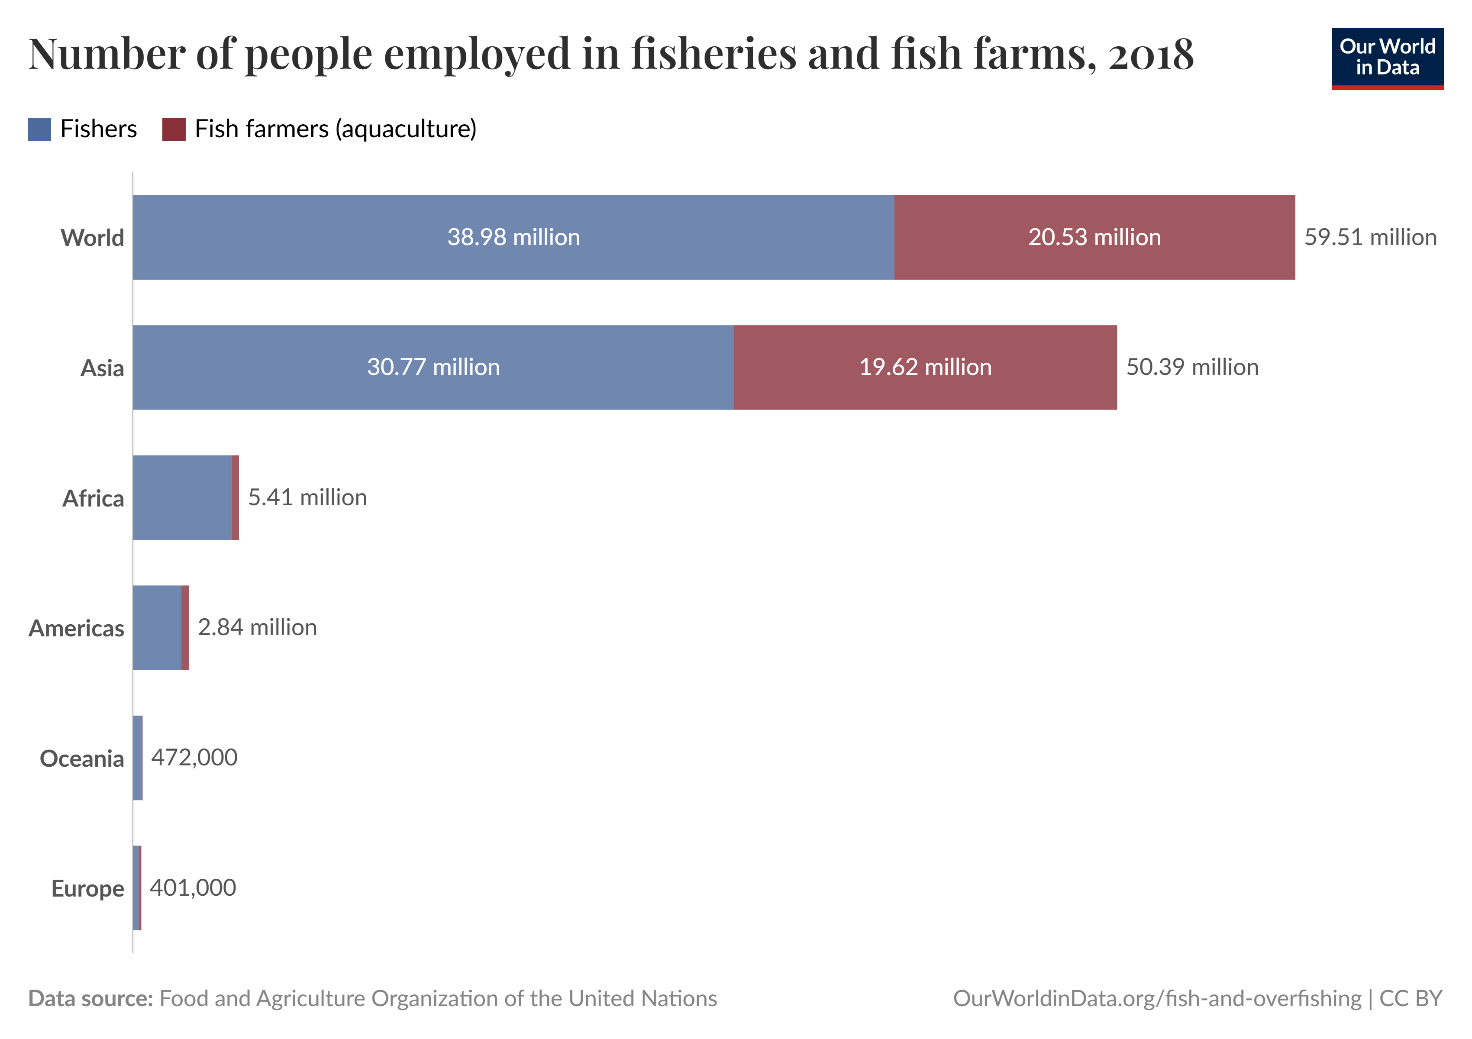 Number of people employed in fisheries and fish farms, 2018
Our World
in Data
Fishers
Fish farmers (aquaculture)
World
38.98 million
20.53 million
59.51 million
Asia
30.77 million
19.62 million
50.39 million
Africa
5.41 million
Americas
2.84 million
Oceania
472,000
Europe
401,000
Data source: Food and Agriculture Organization of the United Nations
OurWorldinData.org/fish-and-overfishing | CC BY